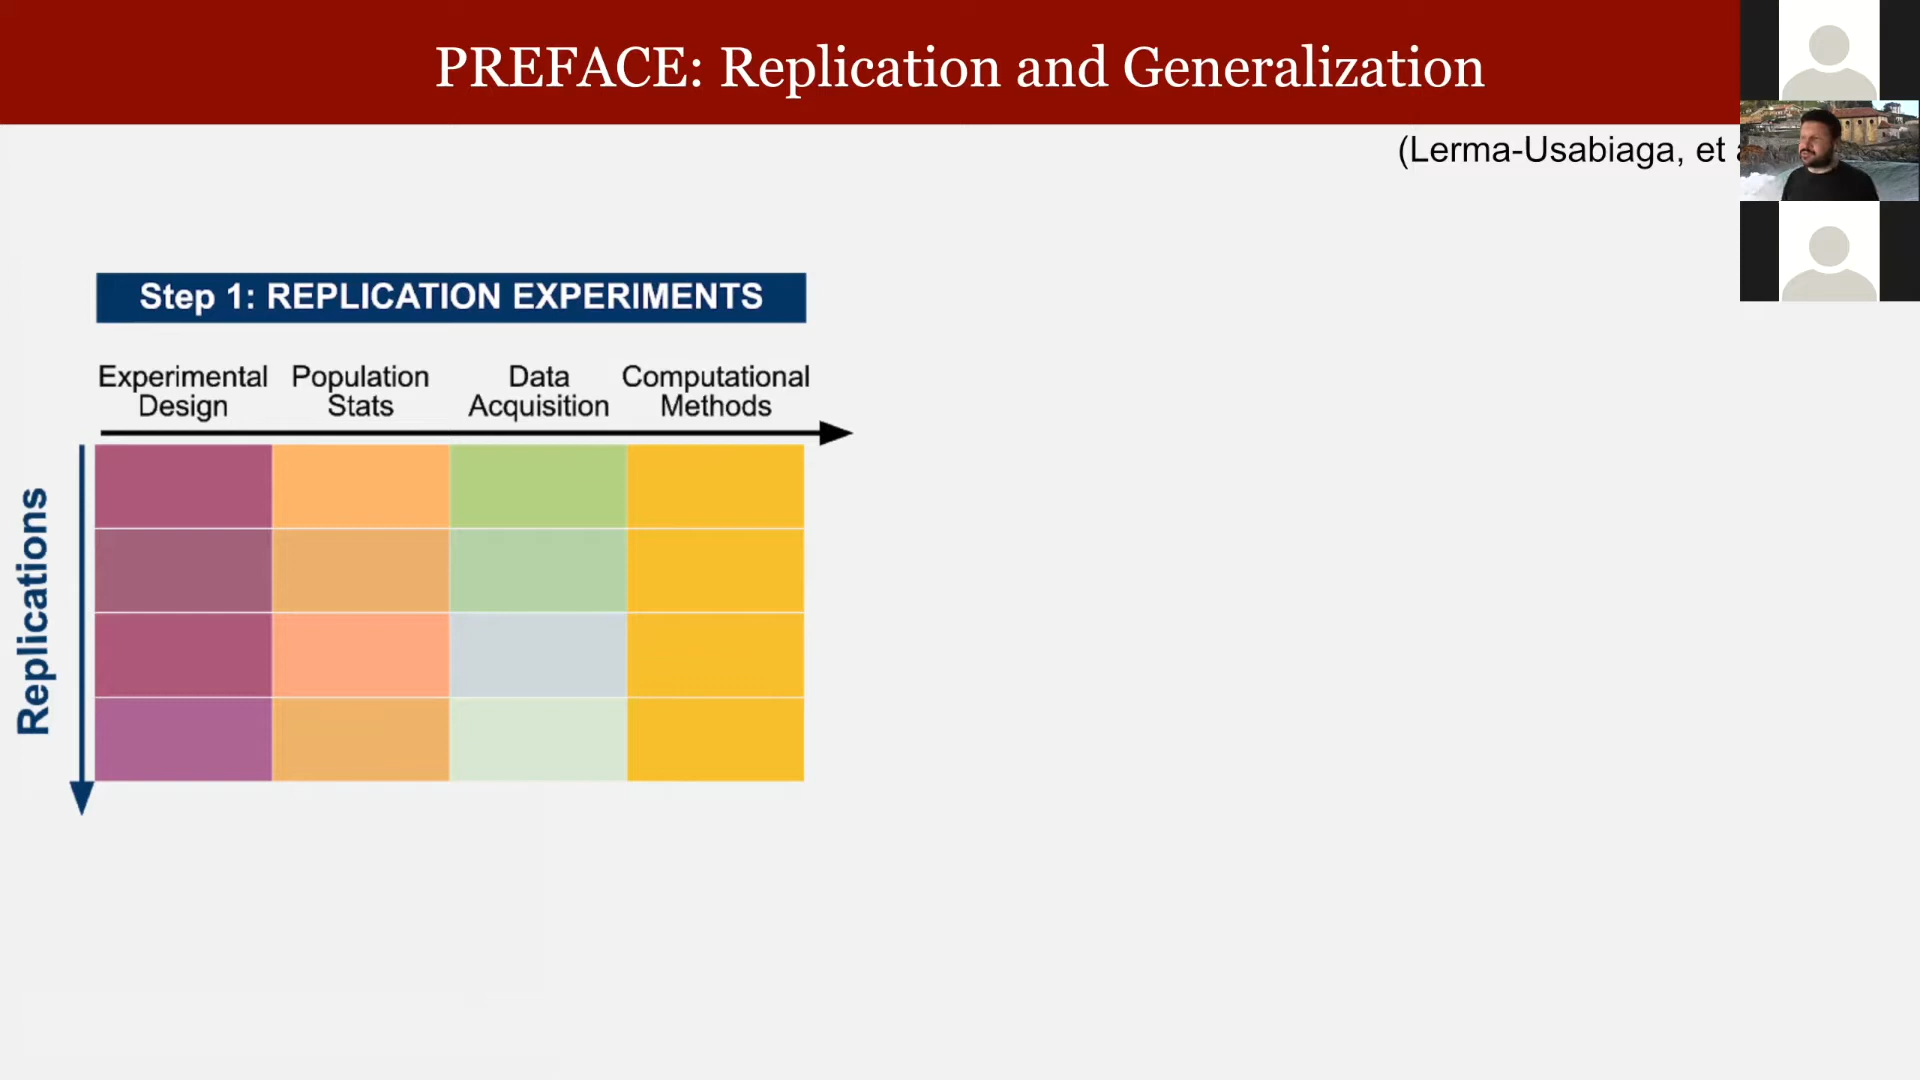 PREFACE: Replication and Generalization
(Lerma-Usabiaga, et
Step 1: REPLICATION EXPERIMENTS
Experimental Design
Population Stats
Data Acquisition
Computational Methods
Replications